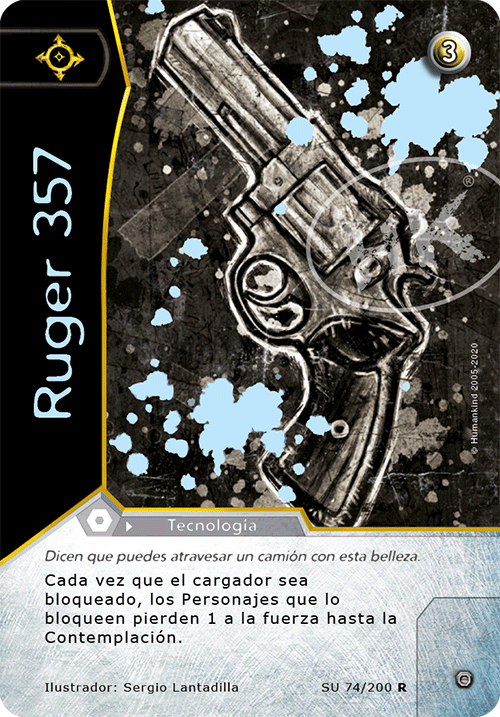 3
Ruger 357
HK
®
© Humankind 2005-2020
Tecnología
Dicen que puedes atravesar un camión con esta belleza.
Cada vez que el cargador sea
bloqueado, los Personajes que lo
bloqueen pierden 1 a la fuerza hasta la
Contemplación.
Ilustrador: Sergio Lantadilla
SU 74/200 R